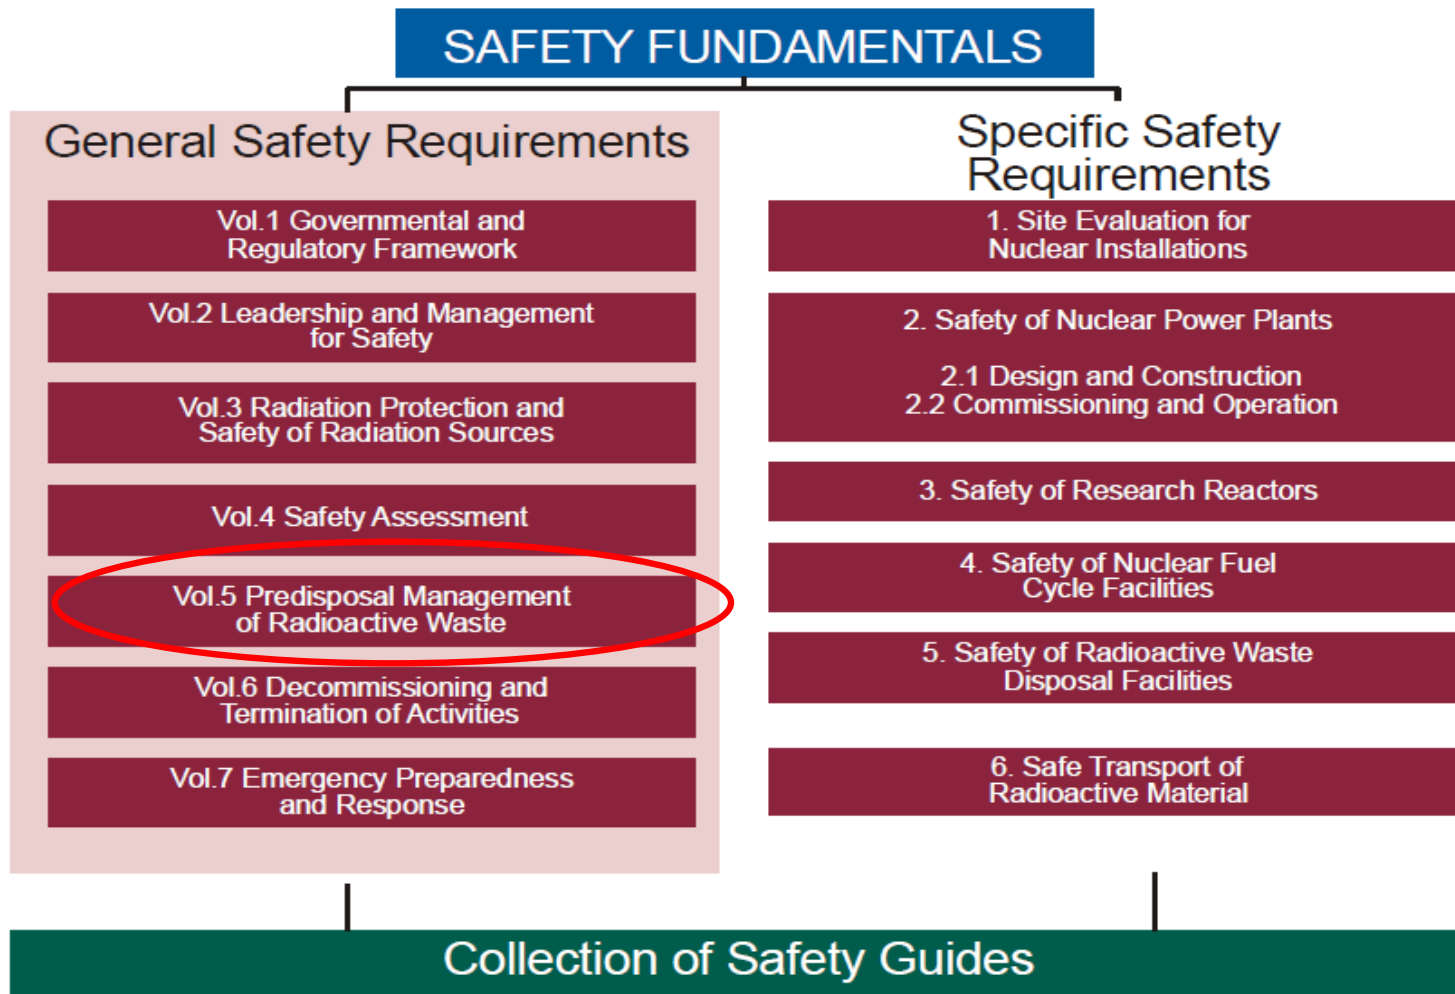 SAFETY FUNDAMENTALS
General Safety Requirements
Vol.1 Governmental and
Regulatory Framework
Vol.2 Leadership and Management
for Safety
Vol.3 Radiation Protection and
Safety of Radiation Sources
Vol.4 Safety Assessment
Vol.5 Predisposal Management
of Radioactive Waste
Vol.6 Decommissioning and
Termination of Activities
Vol.7 Emergency Preparedness
and Response
Specific Safety
Requirements
1. Site Evaluation for
Nuclear Installations
2. Safety of Nuclear Power Plants
2.1 Design and Construction
2.2 Commissioning and Operation
3. Safety of Research Reactors
4. Safety of Nuclear Fuel
Cycle Facilities
5. Safety of Radioactive Waste
Disposal Facilities
6. Safe Transport of
Radioactive Material
Collection of Safety Guides